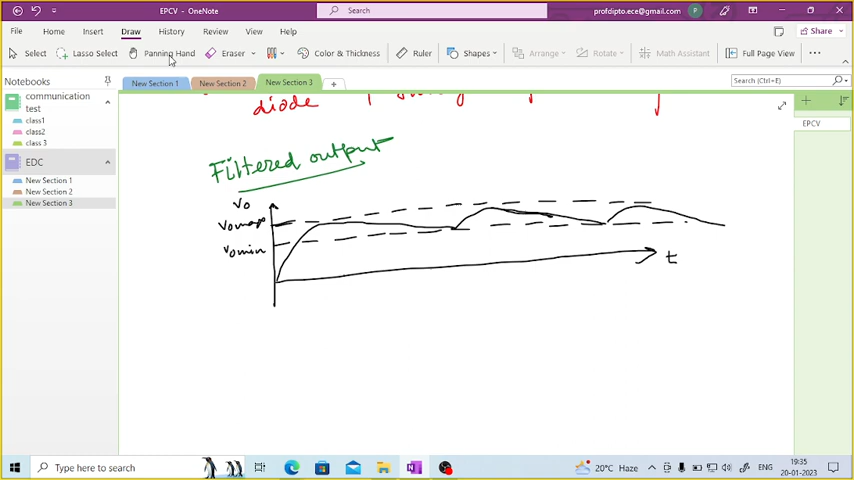 EPCV - OneNote
Search
profdipto.ece@gmail.com
P
File Home Insert Draw History Review View Help
Share
Select Lasso Select Panning Hand Eraser Color & Thickness Ruler Shapes Arrange Rotate Math Assistant Full Page View
Notebooks
New Section 1 New Section 2 New Section 3 +
Search (Ctrl+E)
communication
test
class1
class2
class 3
EDC
New Section 1
New Section 2
New Section 3
EPCV
diode
Filtered output
vo
vomax
vomin
t
Type here to search
20°C Haze
ENG
19:35
20-01-2023